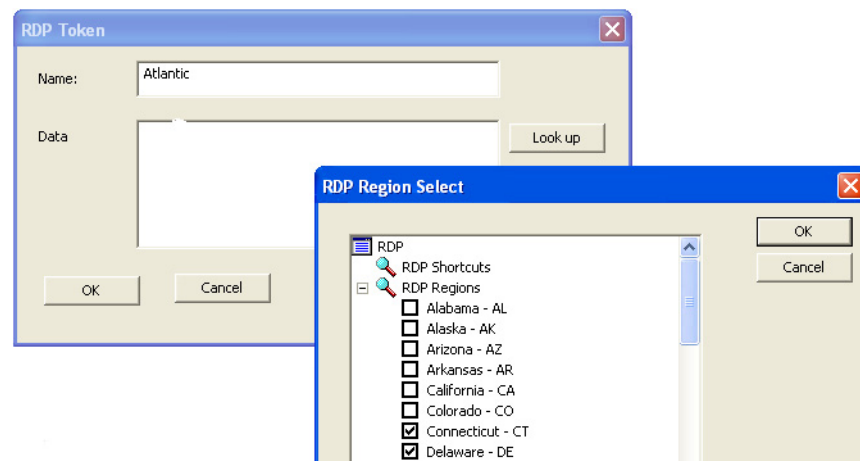 RDP Token
Name:
Atlantic
Data
Look up
OK
Cancel
RDP Region Select
RDP
RDP Shortcuts
RDP Regions
Alabama - AL
Alaska - AK
Arizona - AZ
Arkansas - AR
California - CA
Colorado - CO
Connecticut - CT
Delaware - DE
OK
Cancel